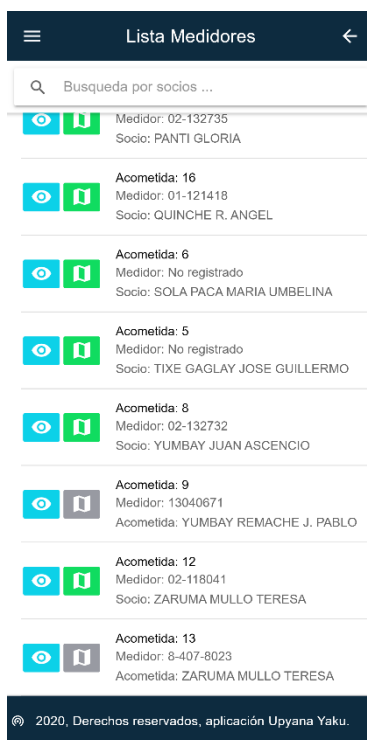 Lista Medidores
Busqueda por socios ...
Medidor: 02-132735
Socio: PANTI GLORIA
Acometida: 16
Medidor: 01-121418
Socio: QUINCHE R. ANGEL
Acometida: 6
Medidor: No registrado
Socio: SOLA PACA MARIA UMBELINA
Acometida: 5
Medidor: No registrado
Socio: TIXE GAGLAY JOSE GUILLERMO
Acometida: 8
Medidor: 02-132732
Socio: YUMBAY JUAN ASCENCIO
Acometida: 9
Medidor: 13040671
Acometida: YUMBAY REMACHE J. PABLO
Acometida: 12
Medidor: 02-118041
Socio: ZARUMA MULLO TERESA
Acometida: 13
Medidor: 8-407-8023
Acometida: ZARUMA MULLO TERESA
2020, Derechos reservados, aplicación Upyana Yaku.